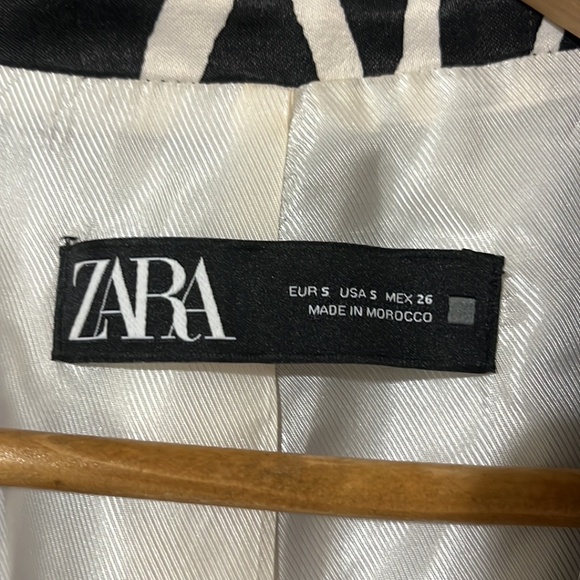 ZARA
EUR S USA S MEX 26
MADE IN MOROCCO